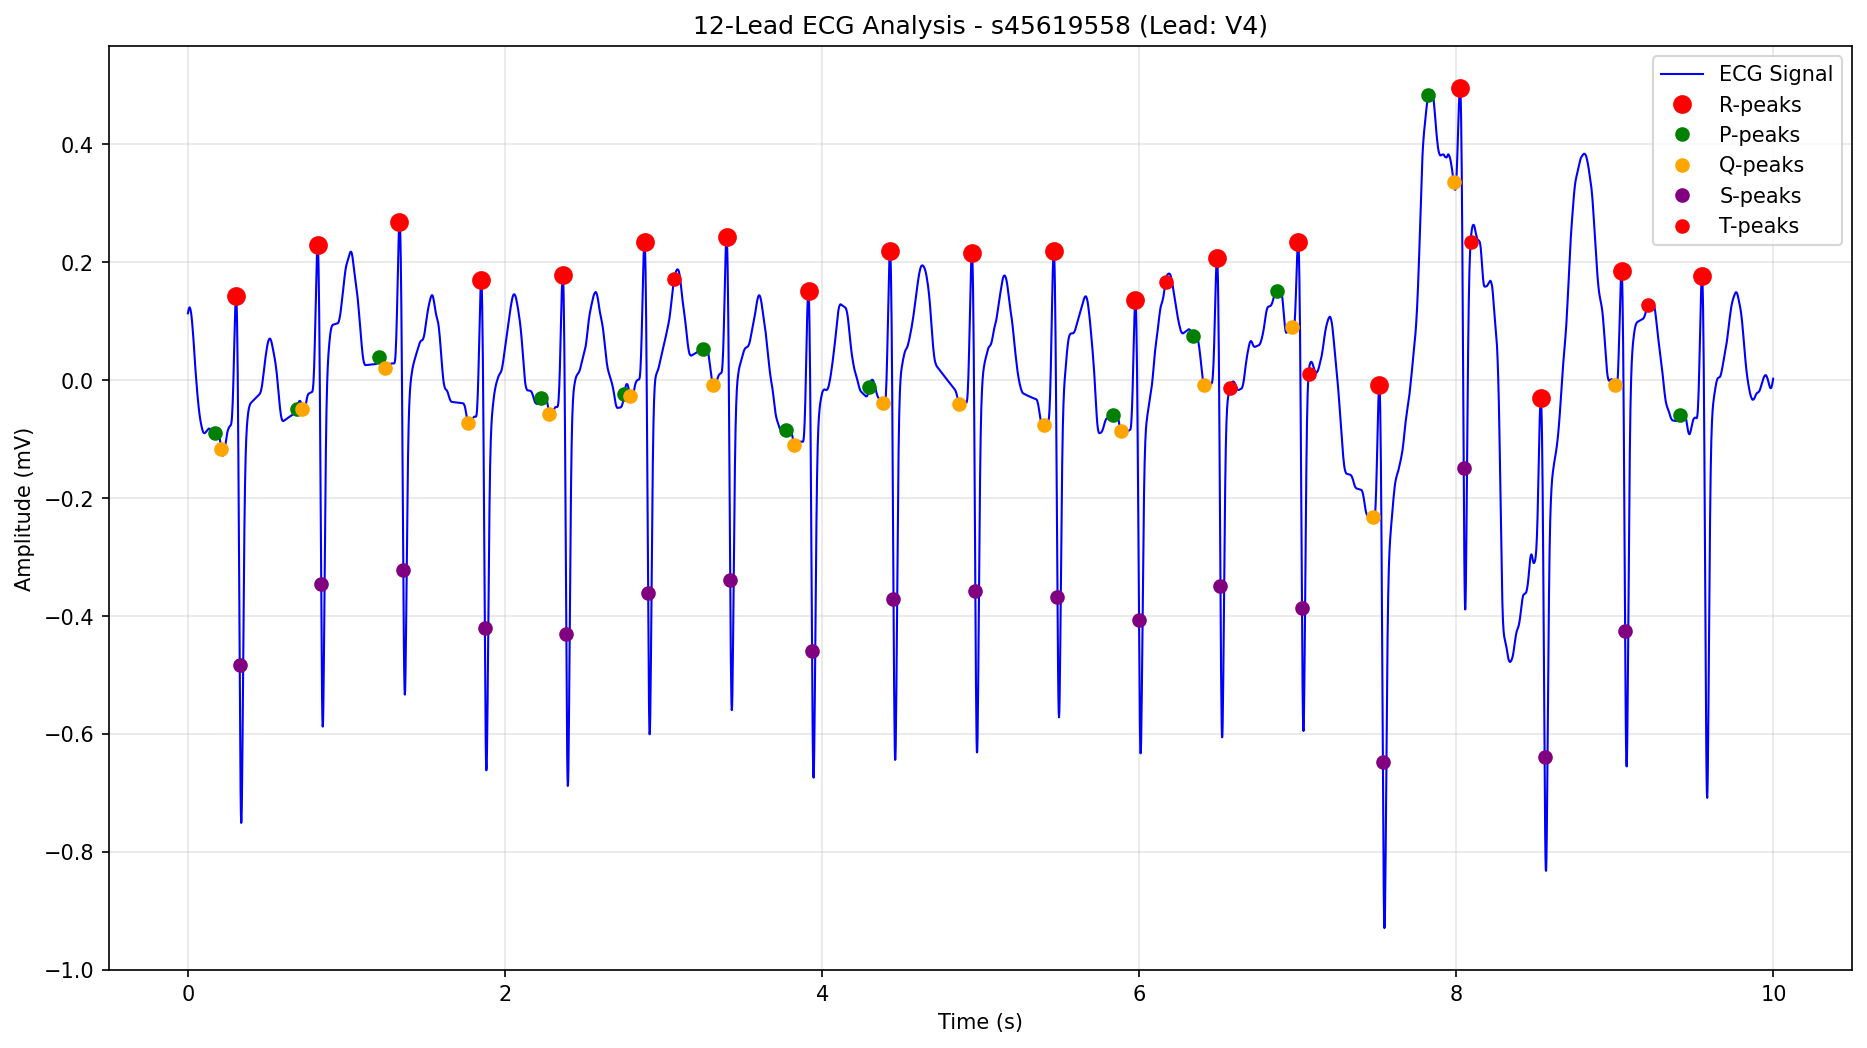 12-Lead ECG Analysis - s45619558 (Lead: V4)
ECG Signal
R-peaks
P-peaks
Q-peaks
S-peaks
T-peaks
Amplitude (mV)
0.4
0.2
0.0
−0.2
−0.4
−0.6
−0.8
−1.0
0 2 4 6 8 10
Time (s)